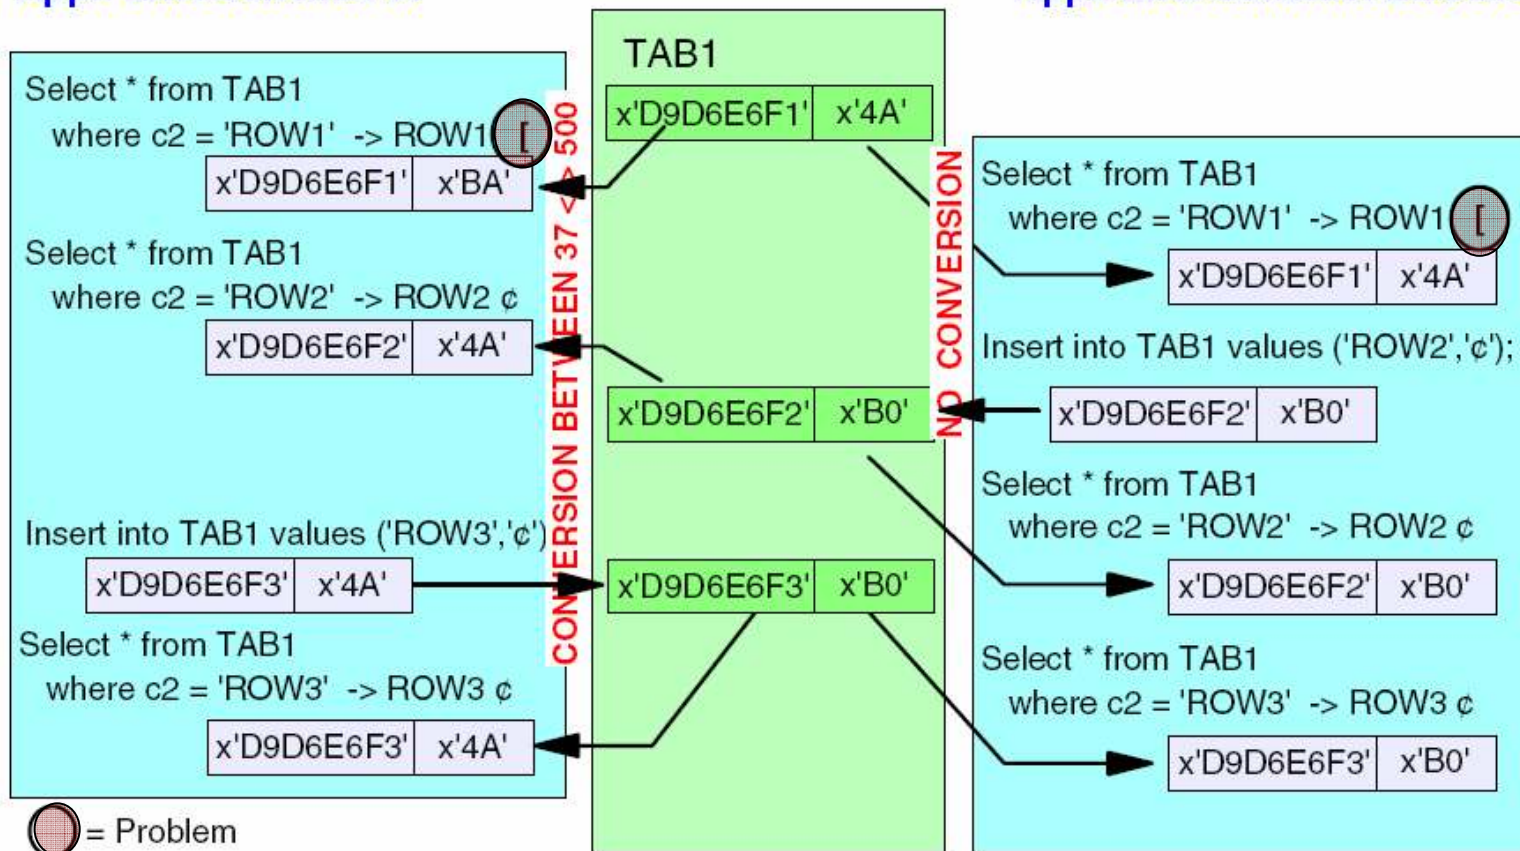 Select * from TAB1
where c2 = 'ROW1' -> ROW1 [
x'D9D6E6F1' x'BA'
Select * from TAB1
where c2 = 'ROW2' -> ROW2 ¢
x'D9D6E6F2' x'4A'
Insert into TAB1 values ('ROW3','¢')
x'D9D6E6F3' x'4A'
Select * from TAB1
where c2 = 'ROW3' -> ROW3 ¢
x'D9D6E6F3' x'4A'
= Problem
CONVERSION BETWEEN 37 <-> 500
TAB1
x'D9D6E6F1' x'4A'
x'D9D6E6F2' x'B0'
x'D9D6E6F3' x'B0'
NO CONVERSION
Select * from TAB1
where c2 = 'ROW1' -> ROW1 [
x'D9D6E6F1' x'4A'
Insert into TAB1 values ('ROW2','¢');
x'D9D6E6F2' x'B0'
Select * from TAB1
where c2 = 'ROW2' -> ROW2 ¢
x'D9D6E6F2' x'B0'
Select * from TAB1
where c2 = 'ROW3' -> ROW3 ¢
x'D9D6E6F3' x'B0'